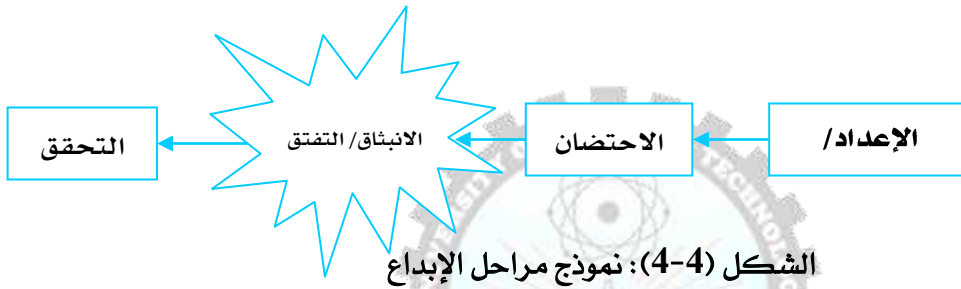 الإعداد/
الاحتضان
الانبثاق/ التفتق
التحقق
الشكل (4-4): نموذج مراحل الإبداع